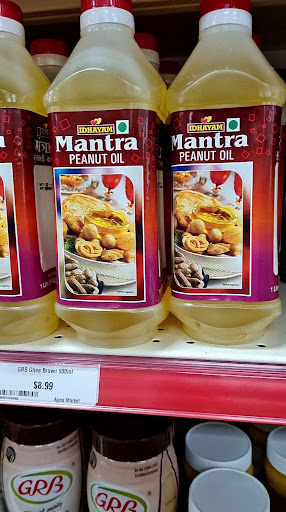 IDHAYAM
Mantra
PEANUT OIL
IDHAYAM
Mantra
PEANUT OIL
GRB Ghee Brown 500ml
$8.99
Apna Market
GRB
GRB